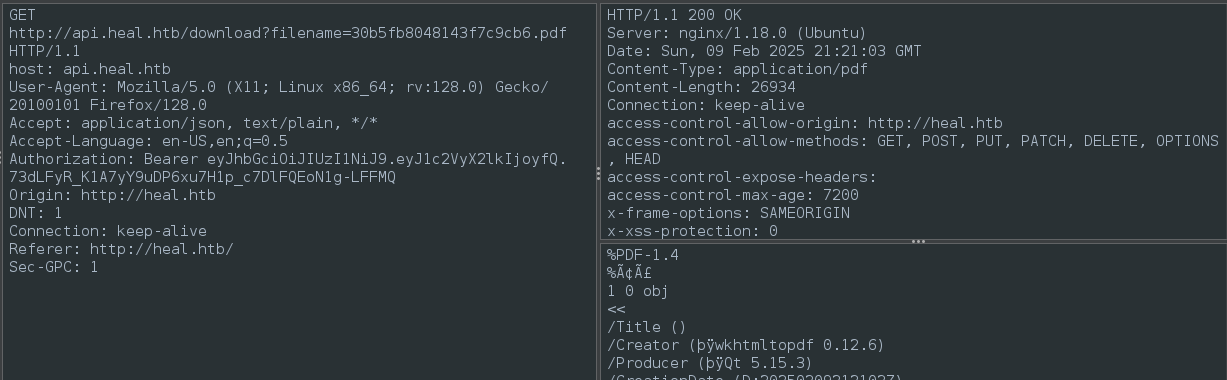 GET
http://api.heal.htb/download?filename=30b5fb8048143f7c9cb6.pdf
HTTP/1.1
host: api.heal.htb
User-Agent: Mozilla/5.0 (X11; Linux x86_64; rv:128.0) Gecko/
20100101 Firefox/128.0
Accept: application/json, text/plain, */*
Accept-Language: en-US,en;q=0.5
Authorization: Bearer eyJhbGciOiJIUzI1NiJ9.eyJ1c2VyX2lkIjoyfQ.
73dLFyR_K1A7yY9uDP6xu7H1p_c7DlFQEoN1g-LFFMQ
Origin: http://heal.htb
DNT: 1
Connection: keep-alive
Referer: http://heal.htb/
Sec-GPC: 1
HTTP/1.1 200 OK
Server: nginx/1.18.0 (Ubuntu)
Date: Sun, 09 Feb 2025 21:21:03 GMT
Content-Type: application/pdf
Content-Length: 26934
Connection: keep-alive
access-control-allow-origin: http://heal.htb
access-control-allow-methods: GET, POST, PUT, PATCH, DELETE, OPTIONS
, HEAD
access-control-expose-headers:
access-control-max-age: 7200
x-frame-options: SAMEORIGIN
x-xss-protection: 0
%PDF-1.4
%Ã¢Ã£
1 0 obj
<<
/Title ()
/Creator (þÿwkhtmltopdf 0.12.6)
/Producer (þÿQt 5.15.3)
/CreationDate (D:20250209212102Z)